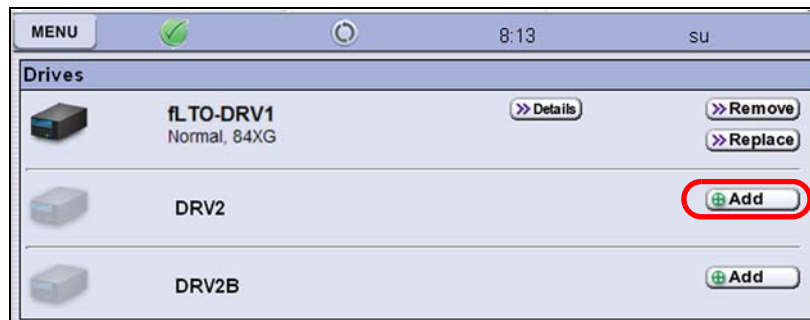 MENU 8:13 su
Drives
fLTO-DRV1 Details Remove
Normal, 84XG Replace
DRV2 Add
DRV2B Add